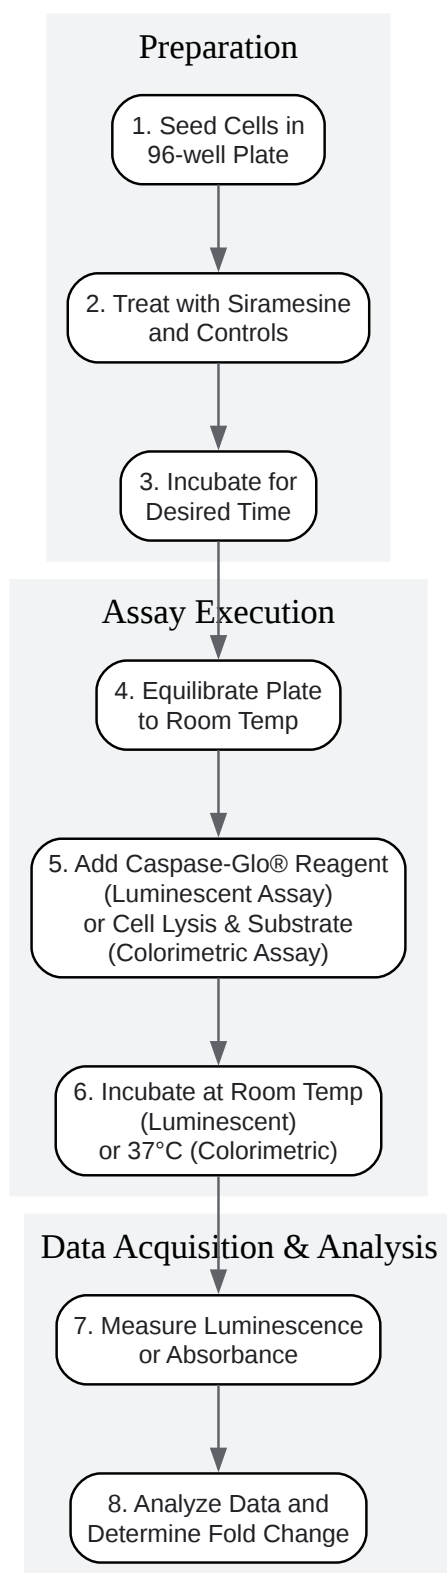 Preparation
1. Seed Cells in
96-well Plate
2. Treat with Siramesine
and Controls
3. Incubate for
Desired Time
Assay Execution
4. Equilibrate Plate
to Room Temp
5. Add Caspase-Glo® Reagent
(Luminescent Assay)
or Cell Lysis & Substrate
(Colorimetric Assay)
6. Incubate at Room Temp
(Luminescent)
or 37°C (Colorimetric)
Data Acquisition & Analysis
7. Measure Luminescence
or Absorbance
8. Analyze Data and
Determine Fold Change